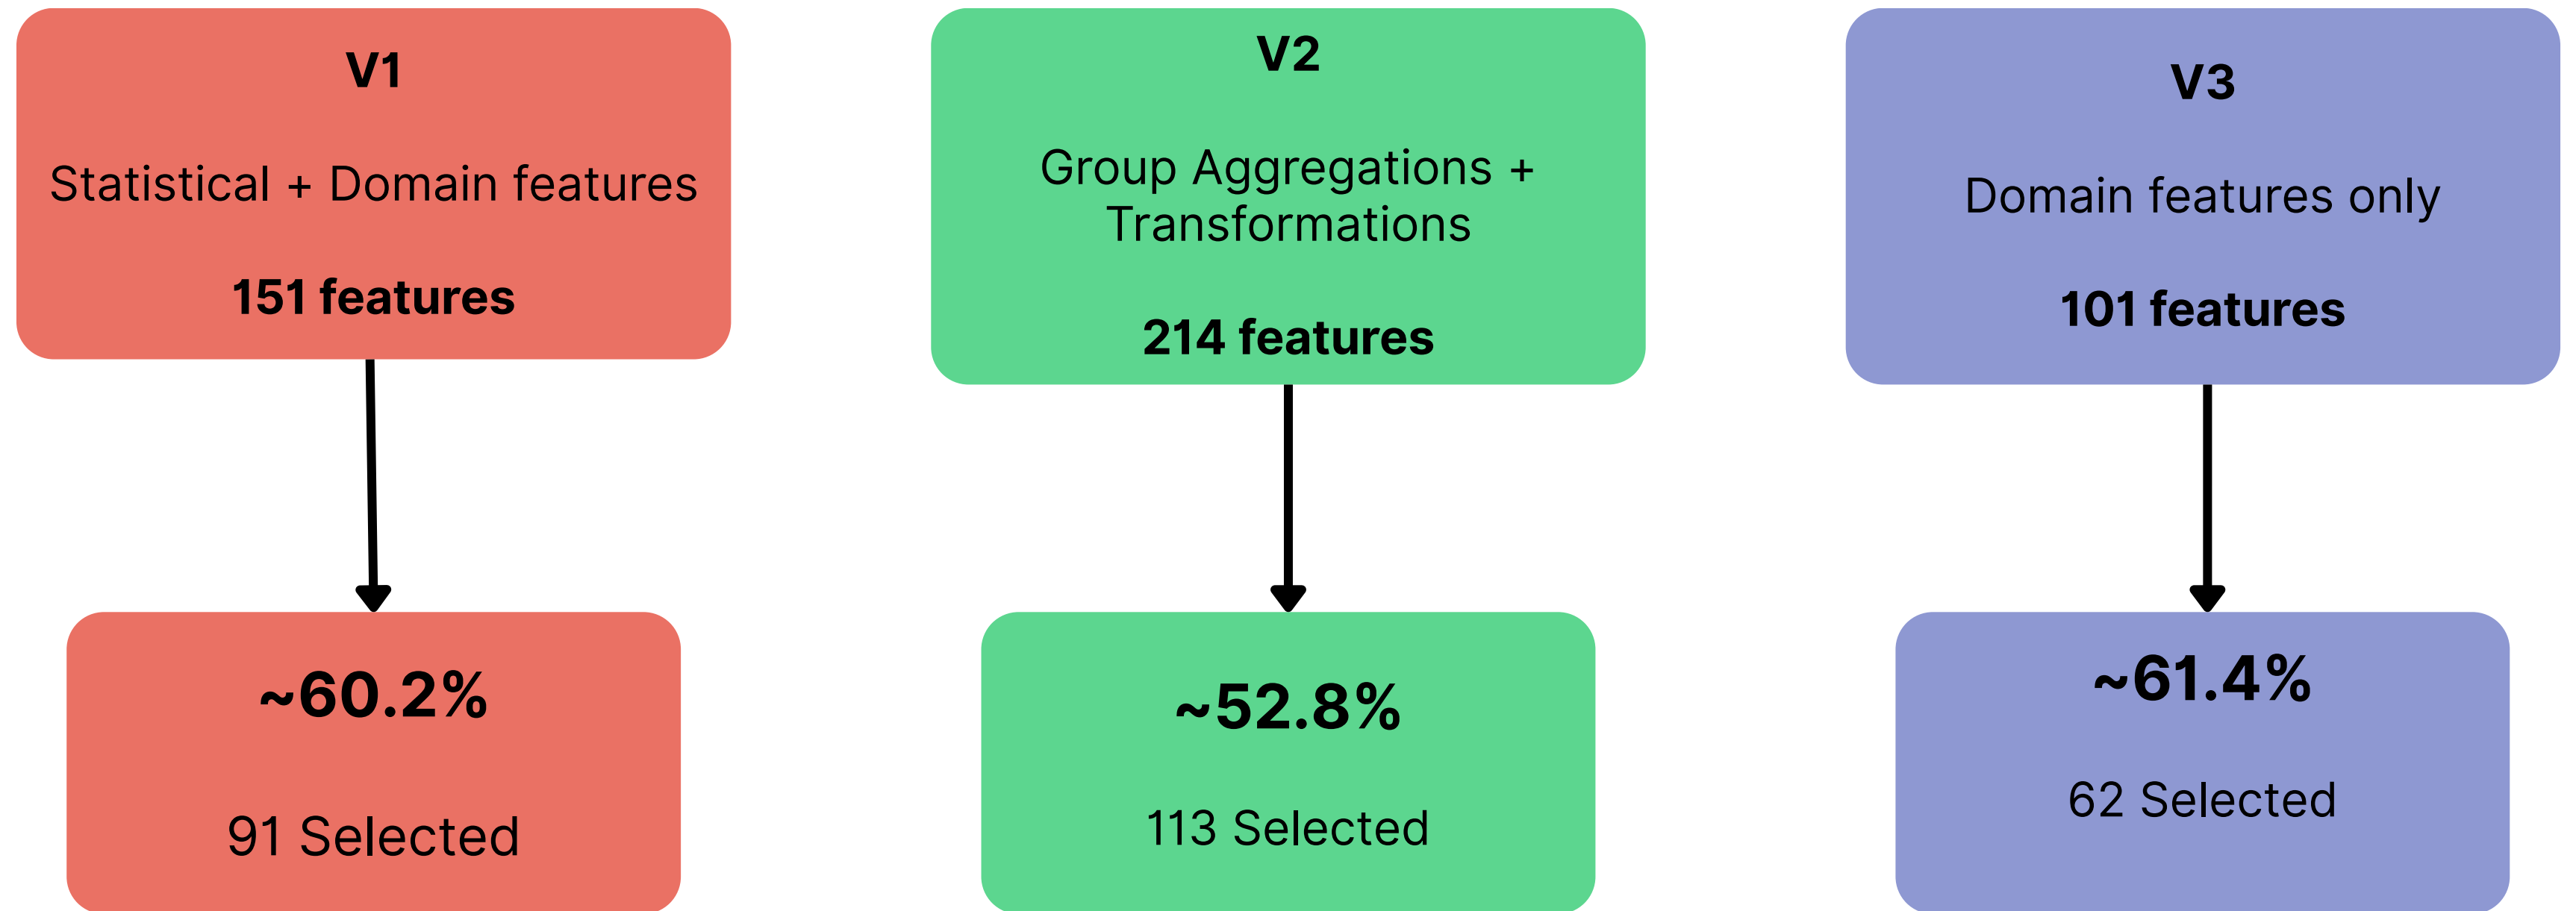 V1
Statistical + Domain features
151 features
~60.2%
91 Selected
V2
Group Aggregations +
Transformations
214 features
~52.8%
113 Selected
V3
Domain features only
101 features
~61.4%
62 Selected